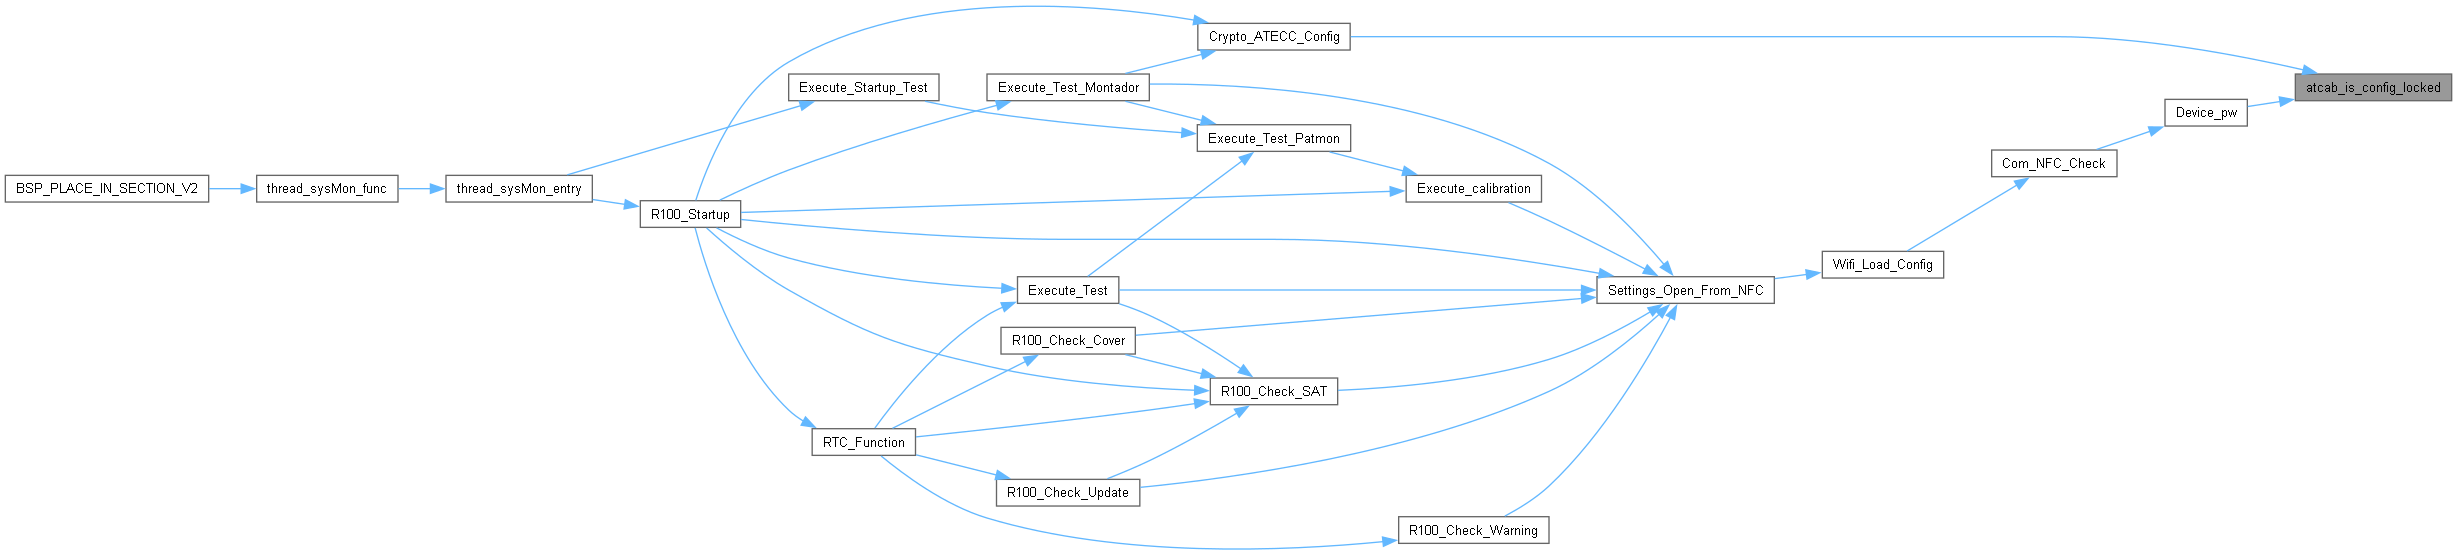 Crypto_ATECC_Config
Execute_Startup_Test
Execute_Test_Montador
atcab_is_config_locked
Device_pw
Execute_Test_Patmon
Com_NFC_Check
BSP_PLACE_IN_SECTION_V2
thread_sysMon_func
thread_sysMon_entry
Execute_calibration
R100_Startup
Wifi_Load_Config
Execute_Test
Settings_Open_From_NFC
R100_Check_Cover
R100_Check_SAT
RTC_Function
R100_Check_Update
R100_Check_Warning